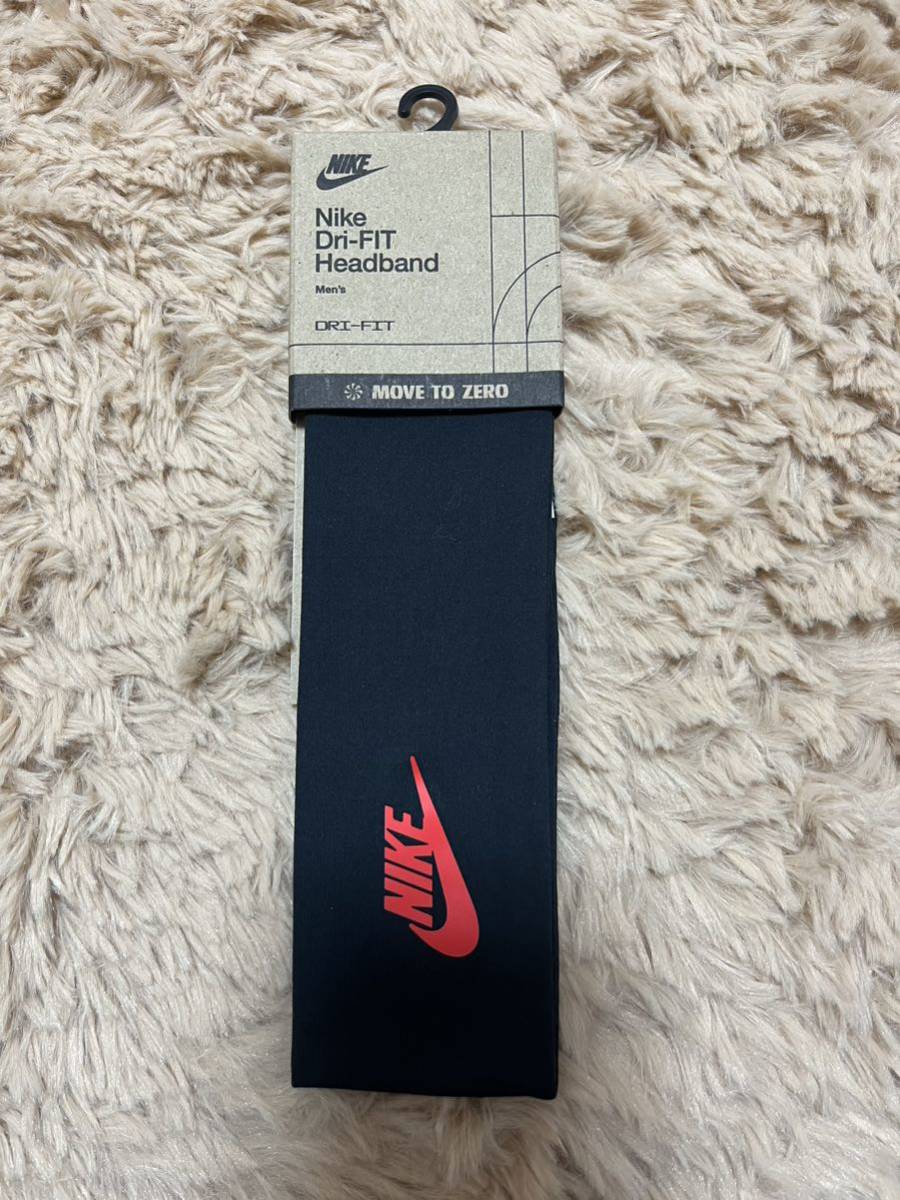 NIKE
Nike
Dri-FIT
Headband
Men's
DRI-FIT
MOVE TO ZERO
NIKE